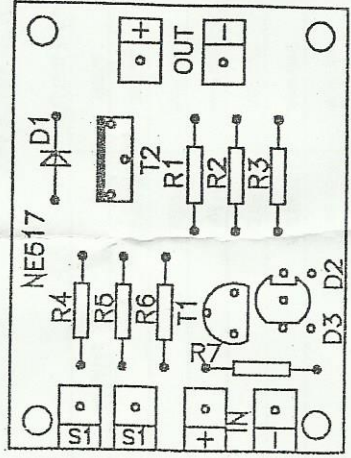 NE517
D1
+
OUT
-
T2
R1
R2
R3
R4
R5
R6
T1
R7
D3
D2
S1
S1
+
IN
-